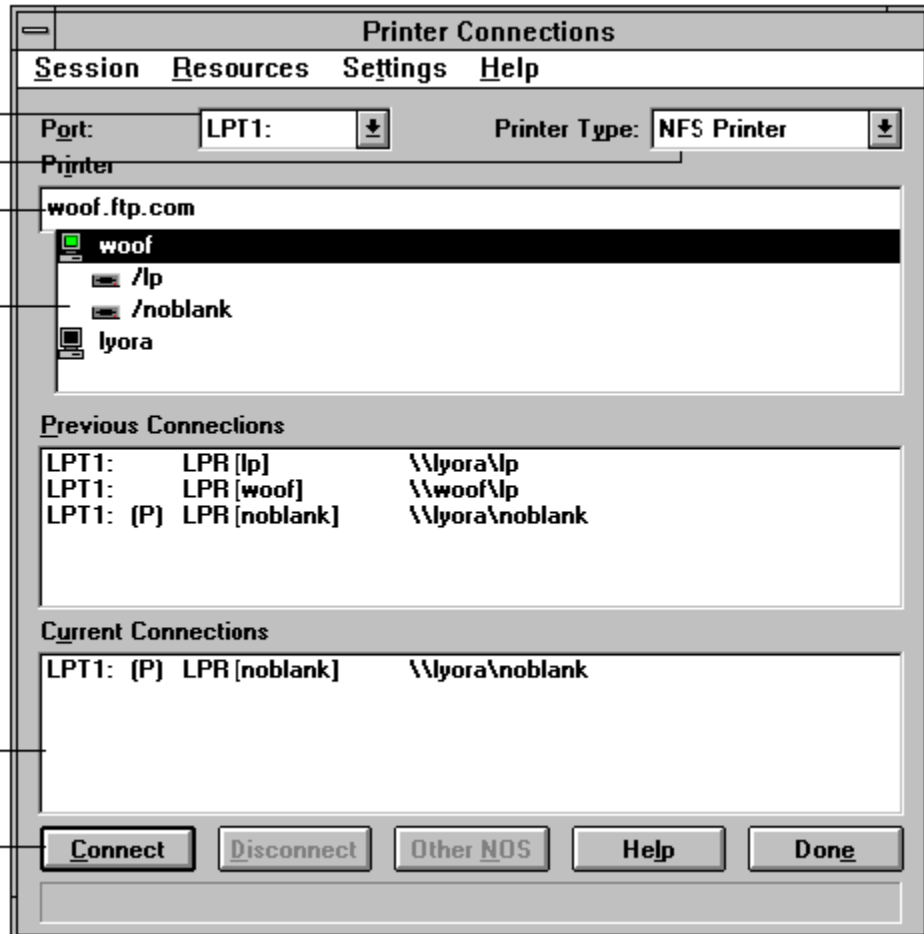 Printer Connections
Session Resources Settings Help
Port: LPT1: Printer Type: NFS Printer
Printer
woof.ftp.com
woof
/lp
/noblank
lyora
Previous Connections
LPT1: LPR [lp] \\lyora\lp
LPT1: LPR [woof] \\woof\lp
LPT1: (P) LPR [noblank] \\lyora\noblank
Current Connections
LPT1: (P) LPR [noblank] \\lyora\noblank
Connect Disconnect Other NOS Help Done